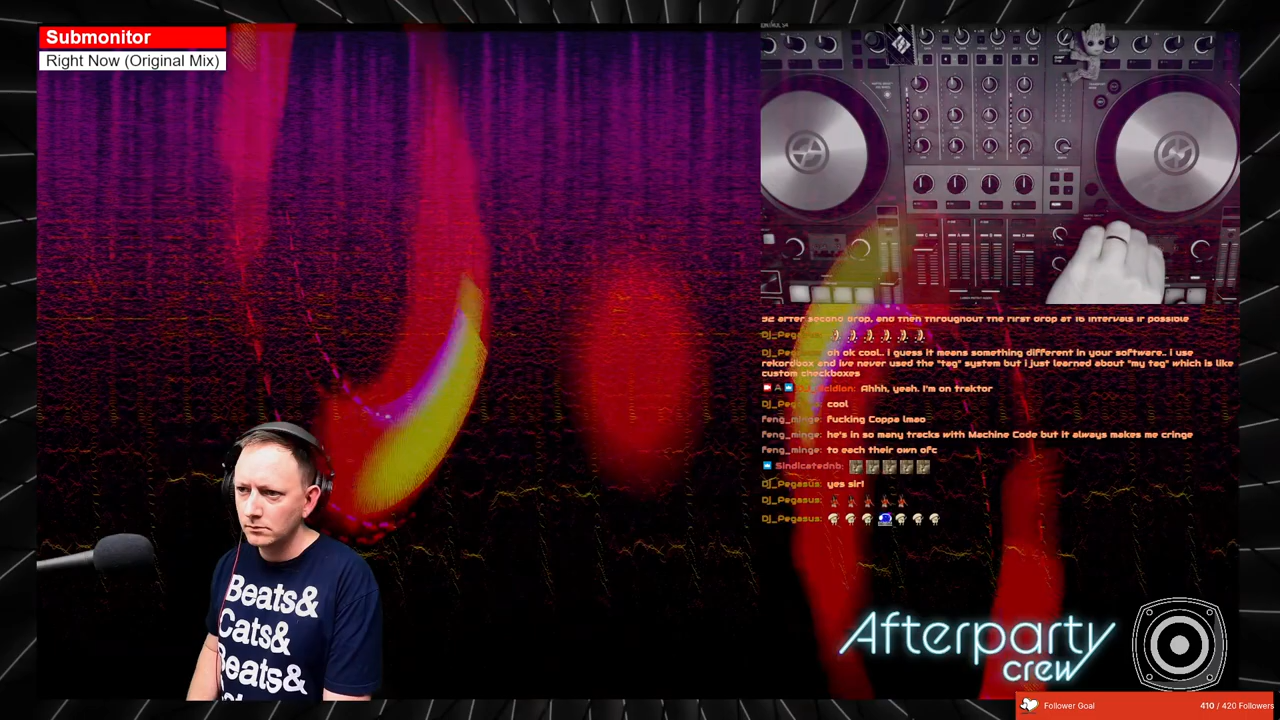 Submonitor
Right Now (Original Mix)
after second drop, and then throughout the first drop at 16 intervals if possible
Dj_Pegasus:
oh ok cool.. i guess it means something different in your software.. i use
rekordbox and ive never used the "tag" system but i just learned about "my tag" which is like
custom checkboxes
Ahhh, yeah. I'm on traktor
cool
feng_minge: fucking Coppa lmao
feng_minge: he's in so many tracks with Machine Code but it always makes me cringe
feng_minge: to each their own ofc
Sindicatednb:
Dj_Pegasus: yes sir!
Dj_Pegasus:
Dj_Pegasus:
Beats&
Cats&
Beats&
Afterparty
crew
Follower Goal
410 / 420 Followers